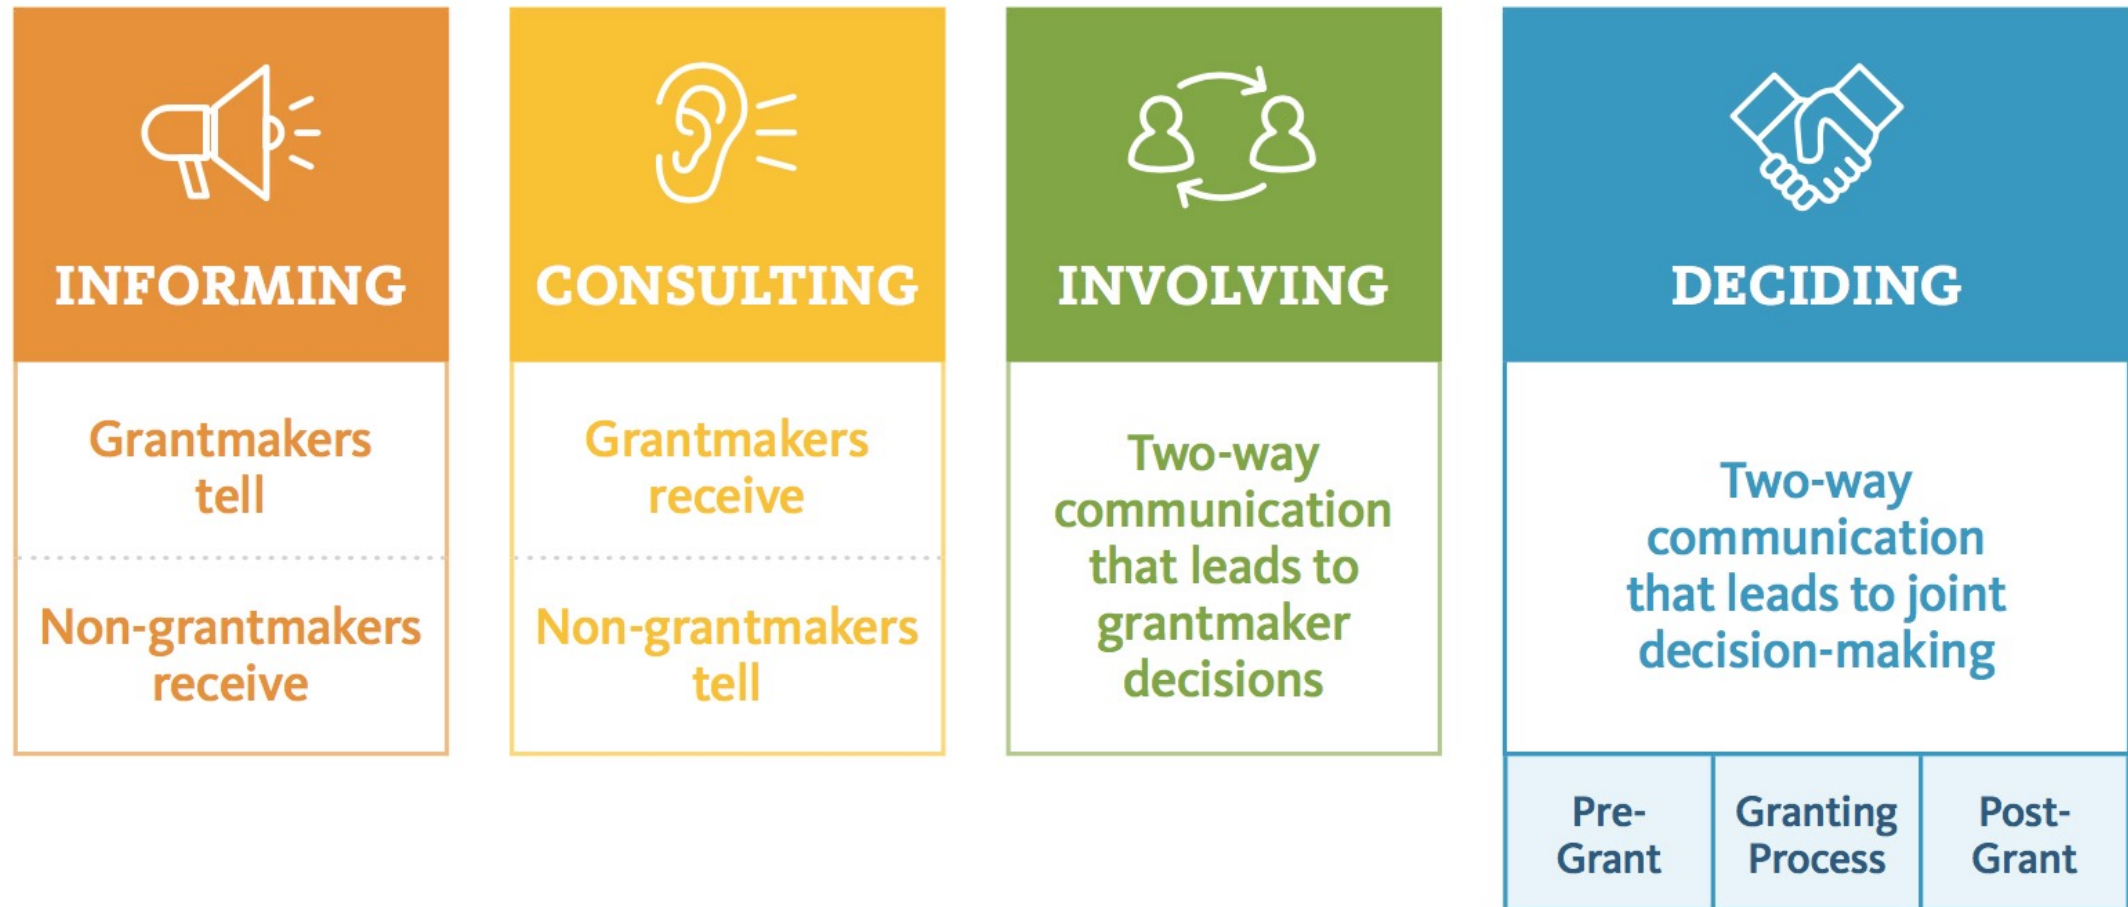 INFORMING
Grantmakers
tell
Non-grantmakers
receive
CONSULTING
Grantmakers
receive
Non-grantmakers
tell
INVOLVING
Two-way
communication
that leads to
grantmaker
decisions
DECIDING
Two-way
communication
that leads to joint
decision-making
Pre-
Grant
Granting
Process
Post-
Grant